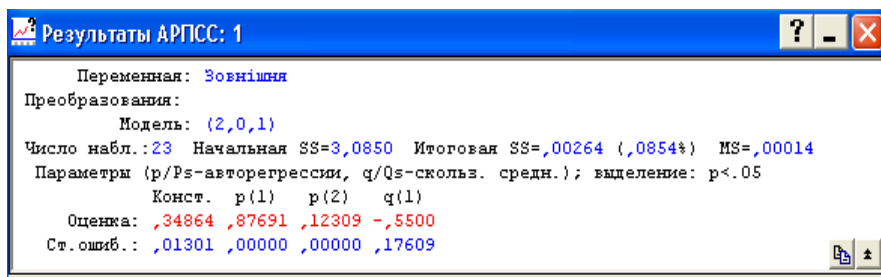 Результаты АРПСС: 1
? _ X
Переменная: Зовнішня
Преобразования:
Модель: (2,0,1)
Число набл.:23 Начальная SS=3,0850 Итоговая SS=,00264 (,0854%) MS=,00014
Параметры (p/Ps-авторегрессии, q/Qs-скольз. средн.); выделение: p<.05
Конст. p(1) p(2) q(1)
Оценка: ,34864 ,87691 ,12309 -,5500
Ст.ошиб.: ,01301 ,00000 ,00000 ,17609